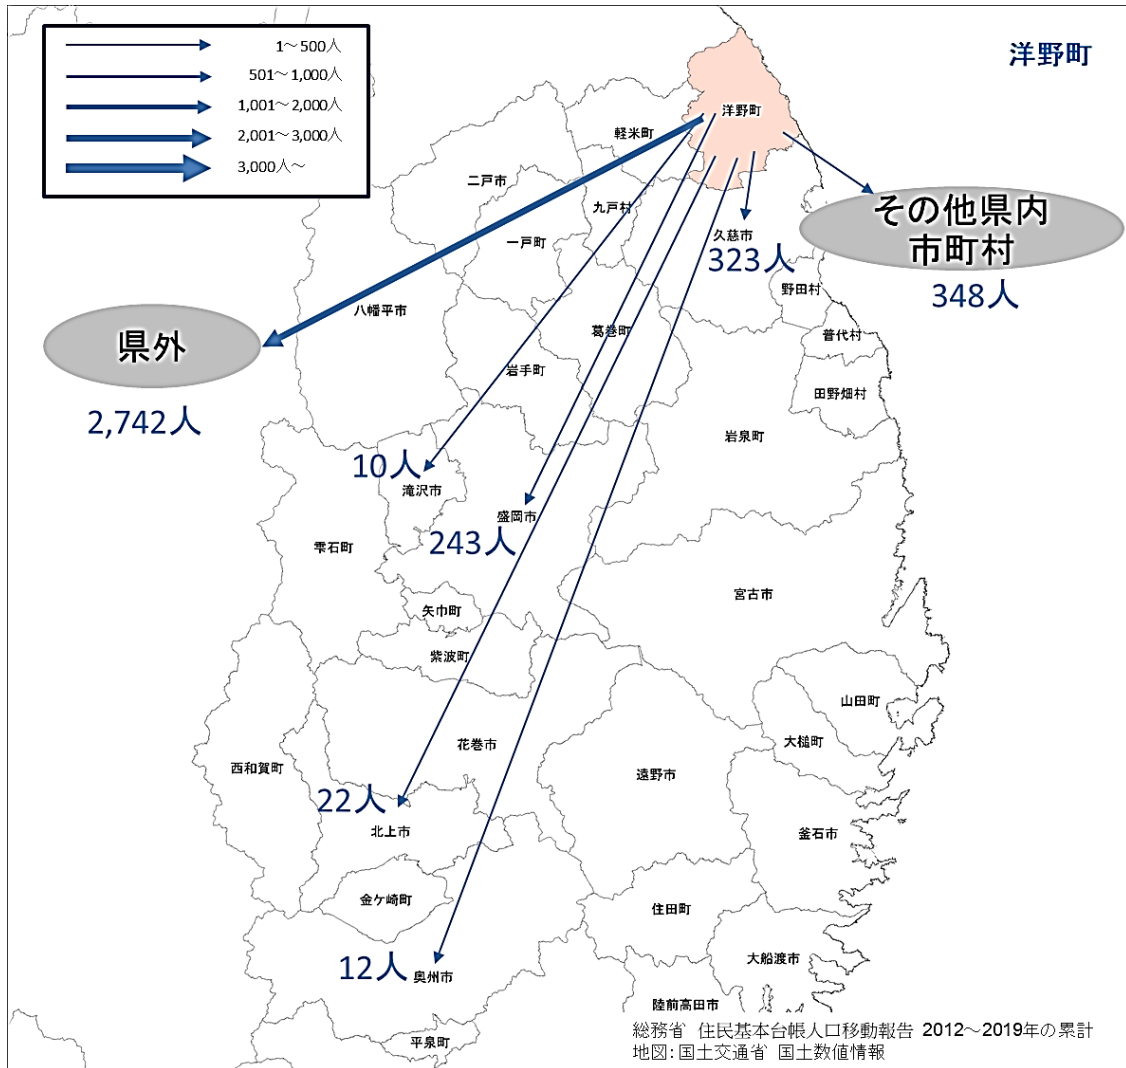 1～500人
501～1,000人
1,001～2,000人
2,001～3,000人
3,000人～
洋野町
洋野町
軽米町
二戸市
九戸村
一戸町
久慈市
323人
その他県内
市町村
348人
野田村
八幡平市
県外
2,742人
葛巻町
普代村
岩手町
田野畑村
岩泉町
10人
滝沢市
盛岡市
243人
雫石町
宮古市
矢巾町
紫波町
山田町
花巻市
大槌町
西和賀町
遠野市
22人
北上市
釜石市
金ケ崎町
住田町
12人
奥州市
大船渡市
陸前高田市
平泉町
総務省 住民基本台帳人口移動報告 2012～2019年の累計
地図：国土交通省 国土数値情報